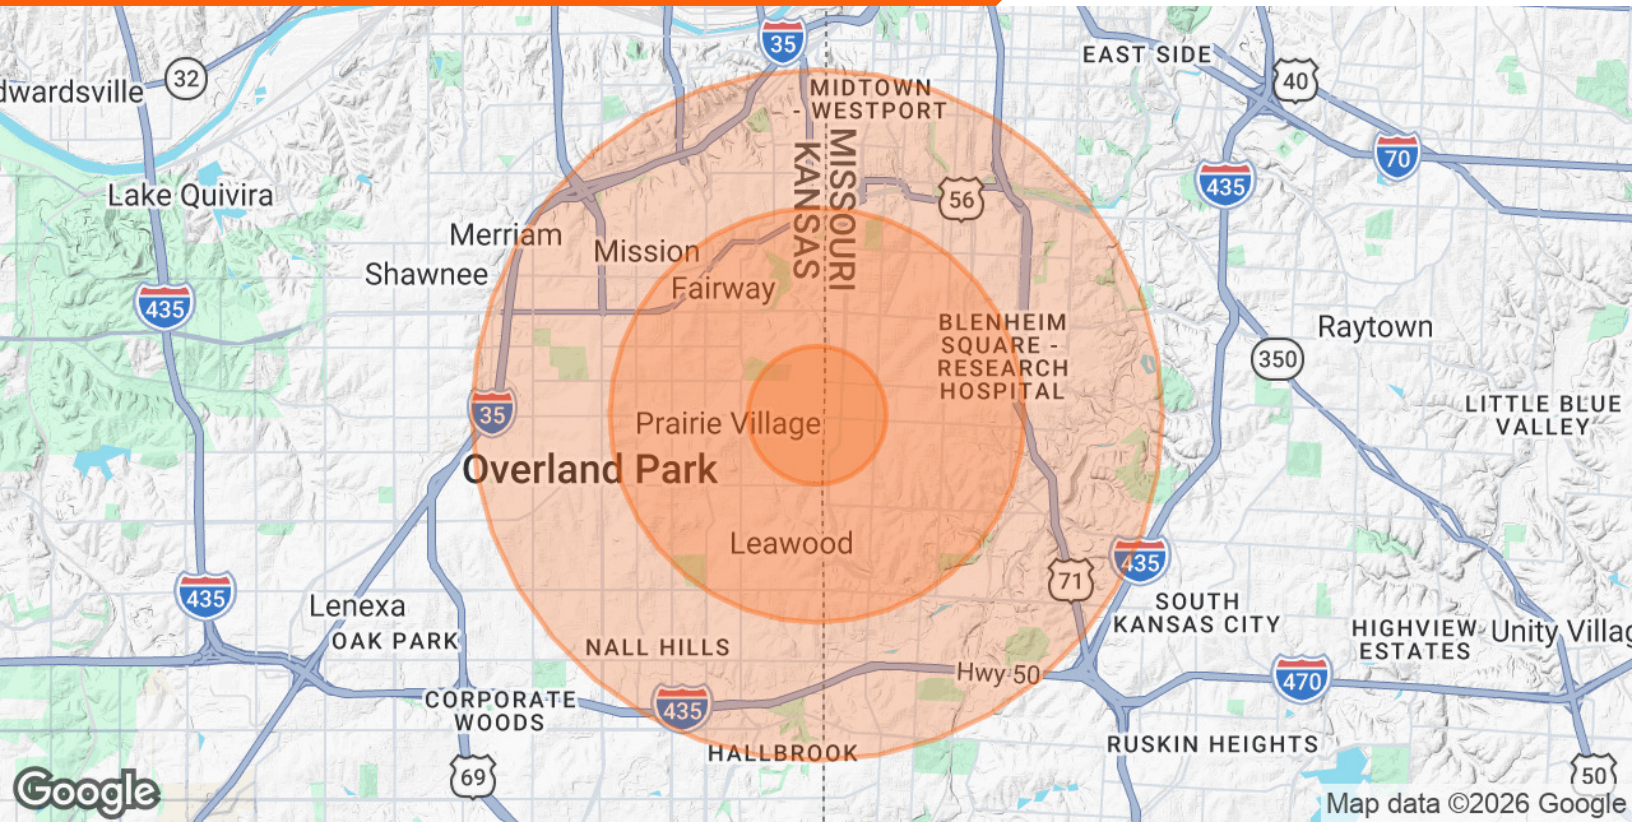 35
EAST SIDE
40
32
dwardsville
MIDTOWN
- WESTPORT
KANSAS
MISSOURI
70
435
56
Lake Quivira
Merriam
Mission
Shawnee
Fairway
435
BLENHEIM
SQUARE -
RESEARCH
HOSPITAL
Raytown
350
35
LITTLE BLUE
VALLEY
Prairie Village
Overland Park
Leawood
435
71
435
Lenexa
SOUTH
KANSAS CITY
OAK PARK
NALL HILLS
HIGHVIEW
ESTATES
Unity Villag
Hwy 50
470
CORPORATE
WOODS
435
HALLBROOK
RUSKIN HEIGHTS
69
50
Google
Map data ©2026 Google